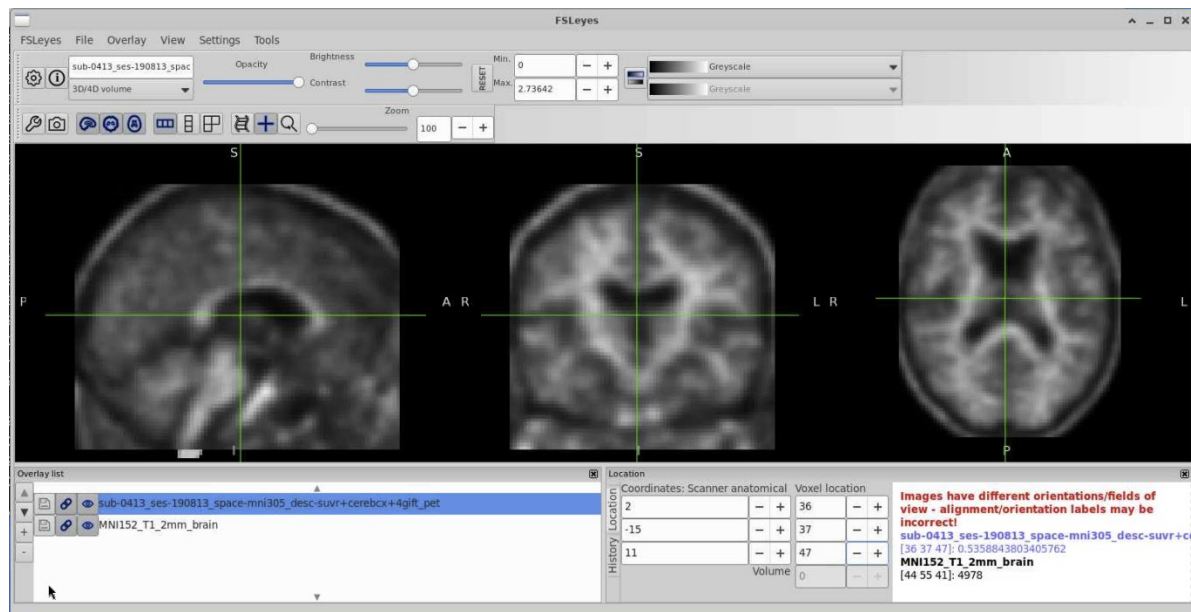 FSLeyes
FSLeyes File Overlay View Settings Tools
sub-0413_ses-190813_spac
3D/4D volume
Opacity
Brightness
Contrast
RESET
Min. 0 − +
Max. 2.73642 − +
Greyscale
Greyscale
Zoom
100 − +
S S A
P A R L R L
I I P
Overlay list
sub-0413_ses-190813_space-mni305_desc-suvr+cerebcx+4gift_pet
MNI152_T1_2mm_brain
+
-
Location
History Location
Coordinates: Scanner anatomical Voxel location
2 − + 36 − +
-15 − + 37 − +
11 − + 47 − +
Volume 0 − +
Images have different orientations/fields of
view - alignment/orientation labels may be
incorrect!
sub-0413_ses-190813_space-mni305_desc-suvr+c
[36 37 47]: 0.5358843803405762
MNI152_T1_2mm_brain
[44 55 41]: 4978